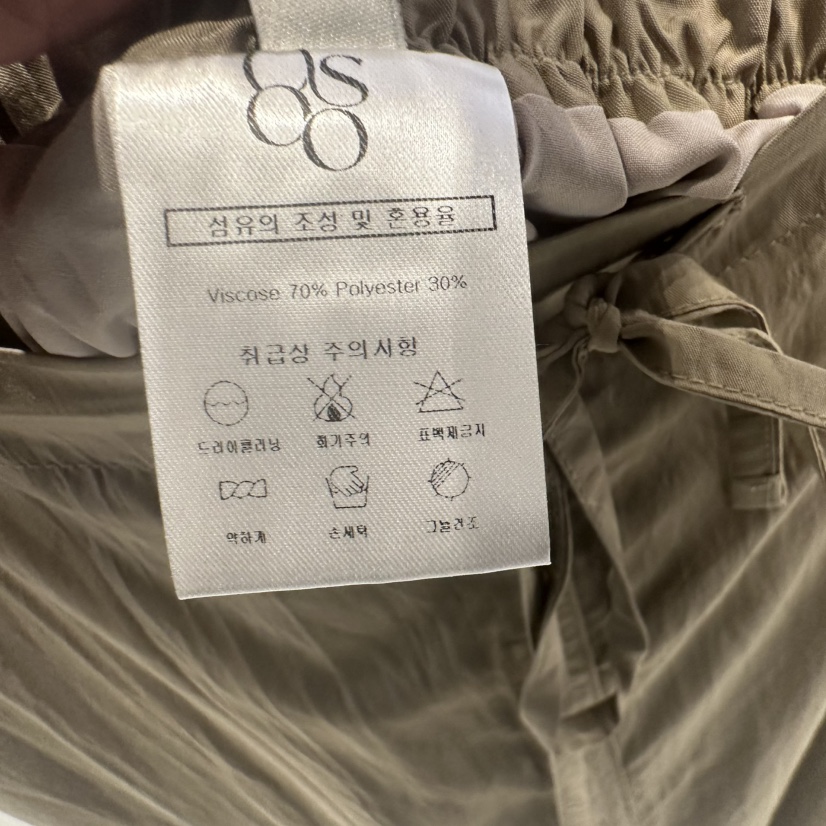 섬유의 조성 및 혼용율
Viscose 70% Polyester 30%
취급상 주의사항
드라이클리닝 화기주의 표백제금지
약하게 손세탁 그늘건조